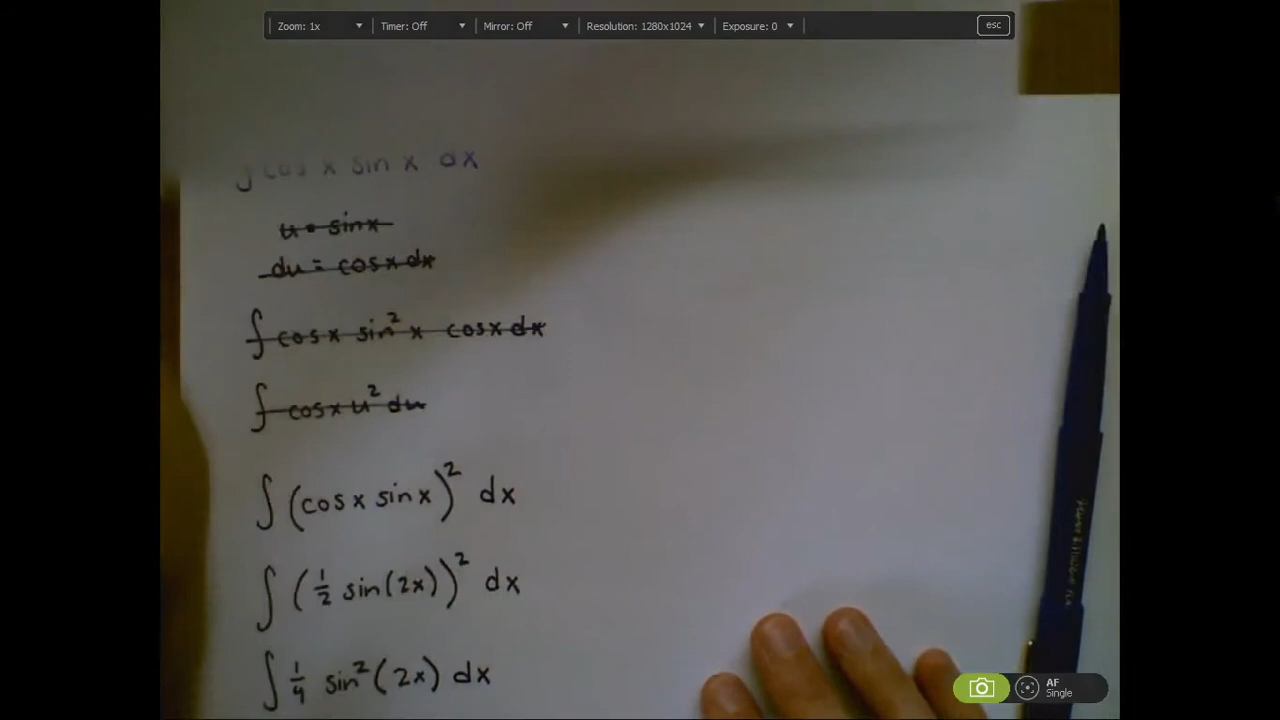 Zoom: 1x Timer: Off Mirror: Off Resolution: 1280x1024 Exposure: 0 esc
∫ cos x sin x dx
u = sin x
du = cos x dx
∫ cos x sin² x cos x dx
∫ cos x u² du
∫ (cos x sin x)² dx
∫ (1/2 sin(2x))² dx
∫ 1/4 sin² (2x) dx
AF
Single